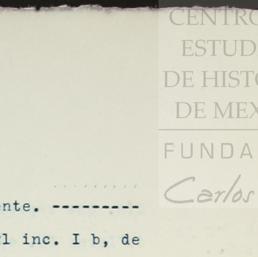 CENTRO
ESTUD
DE HISTO
DE MEX
FUNDA
Carlos
nte. ---------
l inc. I b, de